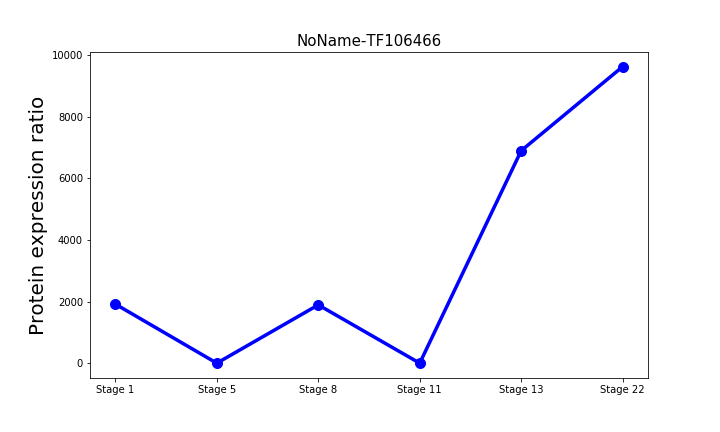 NoName-TF106466
Protein expression ratio
10000
8000
6000
4000
2000
0
Stage 1 Stage 5 Stage 8 Stage 11 Stage 13 Stage 22